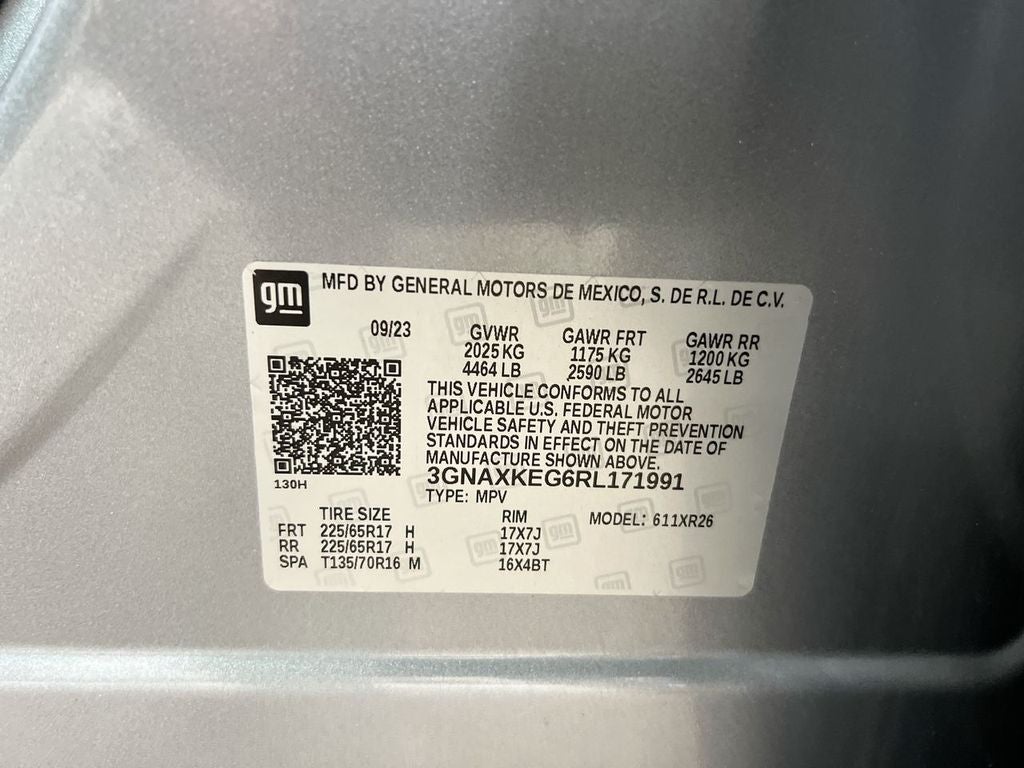 gm MFD BY GENERAL MOTORS DE MEXICO, S. DE R.L. DE C.V.
09/23 GVWR GAWR FRT GAWR RR
2025 KG 1175 KG 1200 KG
4464 LB 2590 LB 2645 LB
THIS VEHICLE CONFORMS TO ALL
APPLICABLE U.S. FEDERAL MOTOR
VEHICLE SAFETY AND THEFT PREVENTION
STANDARDS IN EFFECT ON THE DATE OF
MANUFACTURE SHOWN ABOVE.
130H 3GNAXKEG6RL171991
TYPE: MPV
TIRE SIZE RIM MODEL: 611XR26
FRT 225/65R17 H 17X7J
RR 225/65R17 H 17X7J
SPA T135/70R16 M 16X4BT